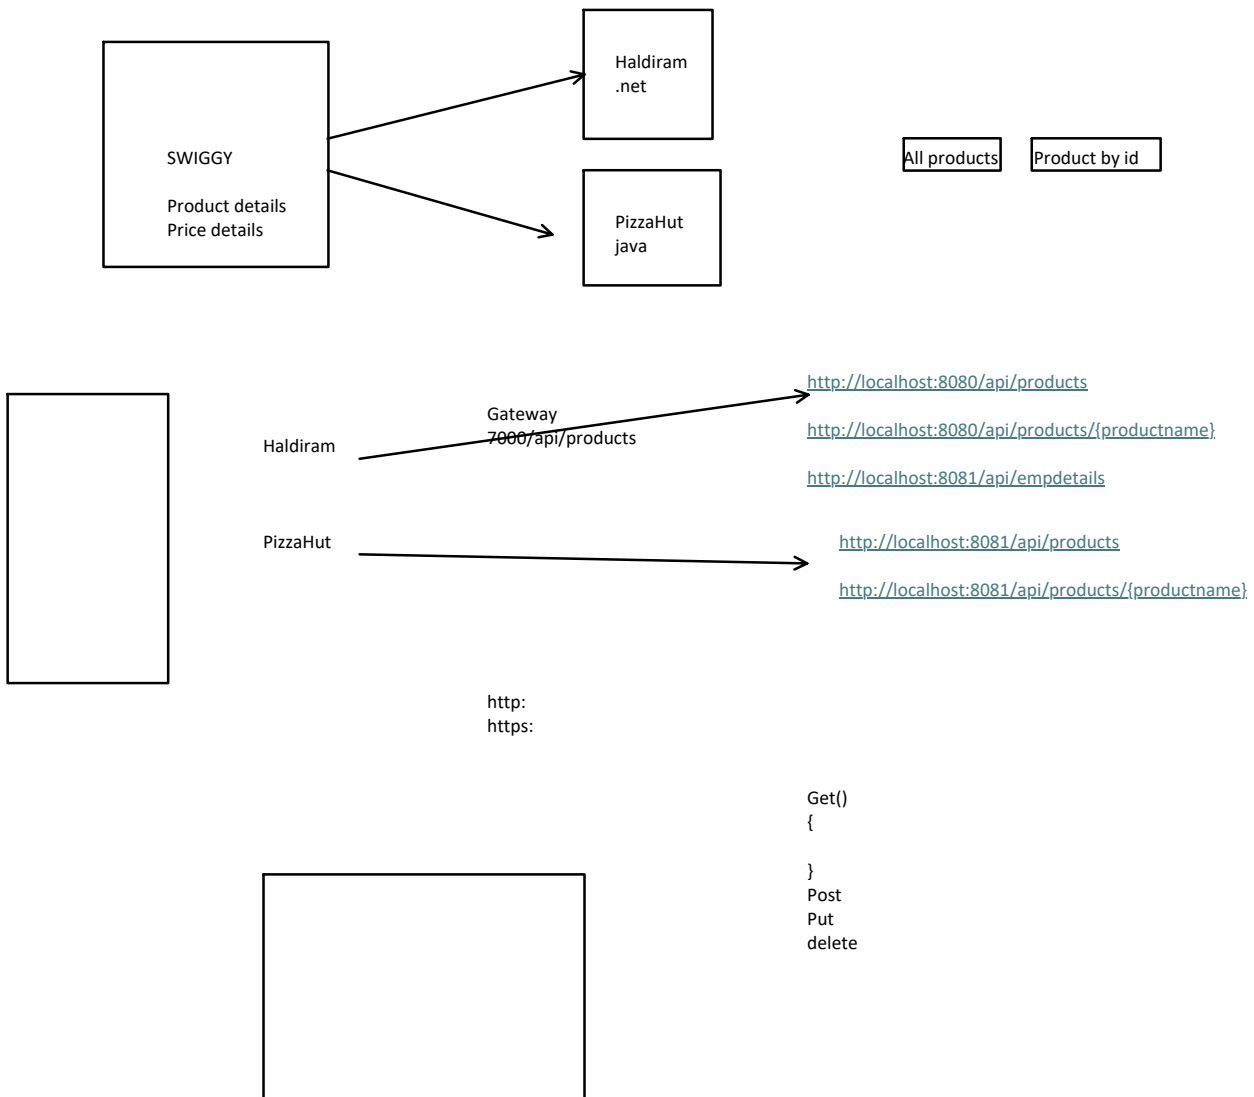 Haldiram
.net
SWIGGY
Product details
Price details
All products
Product by id
PizzaHut
java
http://localhost:8080/api/products
Gateway
7000/api/products
http://localhost:8080/api/products/{productname}
Haldiram
http://localhost:8081/api/empdetails
PizzaHut
http://localhost:8081/api/products
http://localhost:8081/api/products/{productname}
http:
https:
Get()
{
}
Post
Put
delete